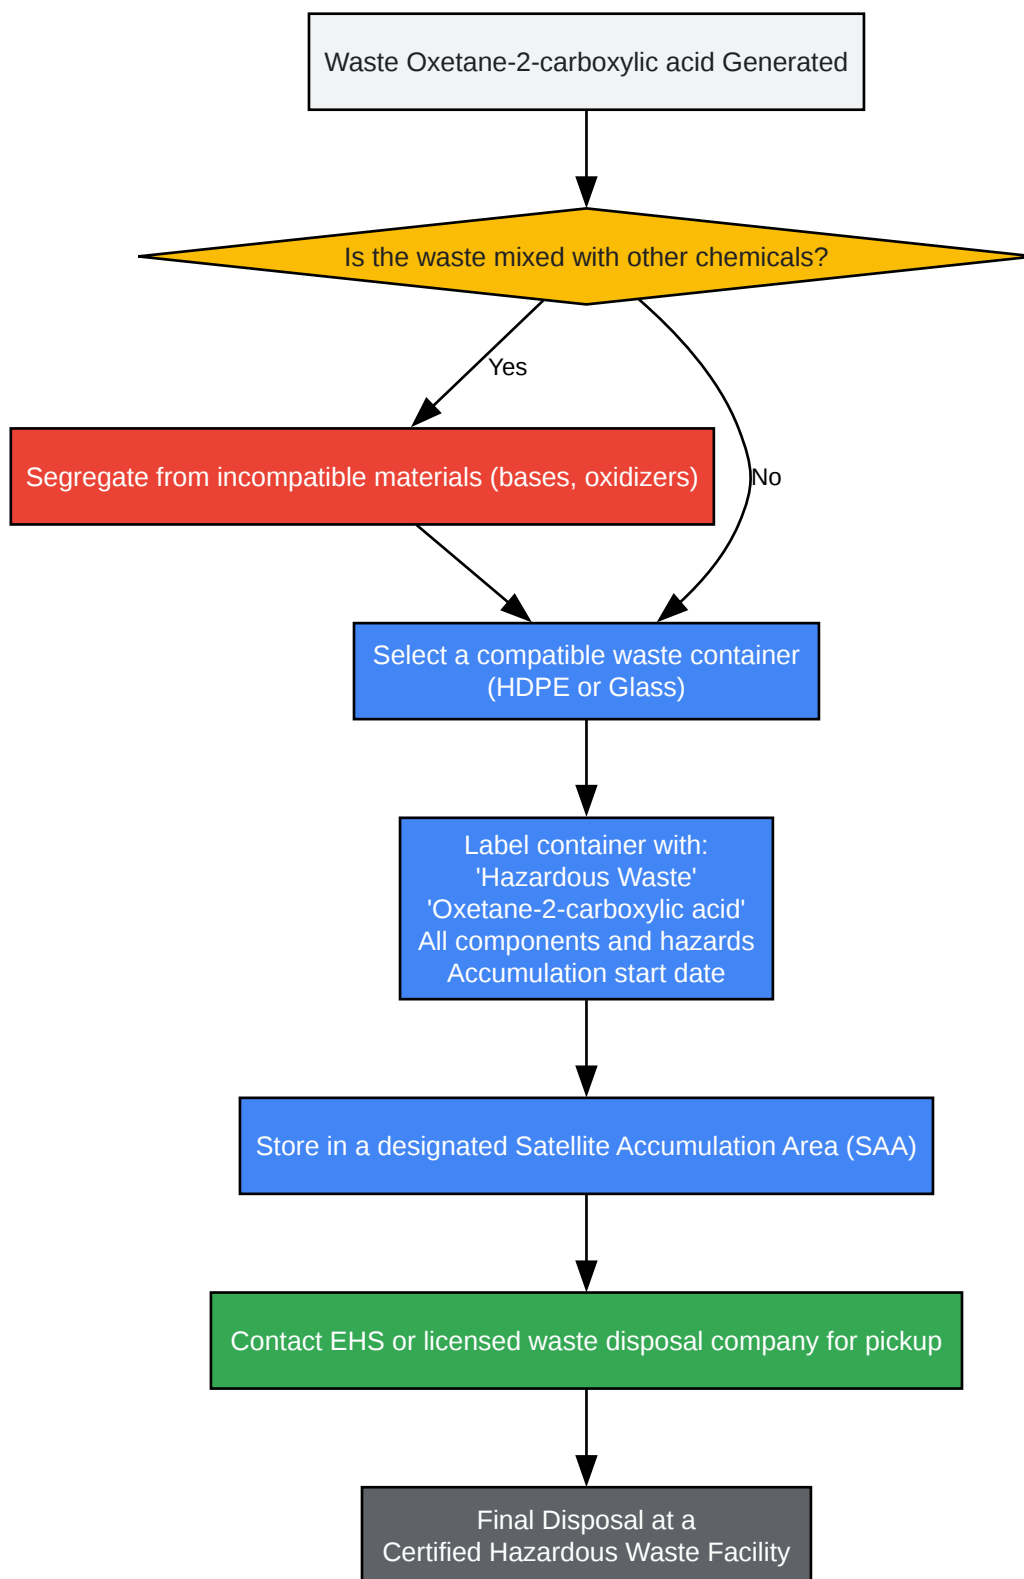 Waste Oxetane-2-carboxylic acid Generated
Is the waste mixed with other chemicals?
Yes
Segregate from incompatible materials (bases, oxidizers)
No
Select a compatible waste container
(HDPE or Glass)
Label container with:
'Hazardous Waste'
'Oxetane-2-carboxylic acid'
All components and hazards
Accumulation start date
Store in a designated Satellite Accumulation Area (SAA)
Contact EHS or licensed waste disposal company for pickup
Final Disposal at a
Certified Hazardous Waste Facility